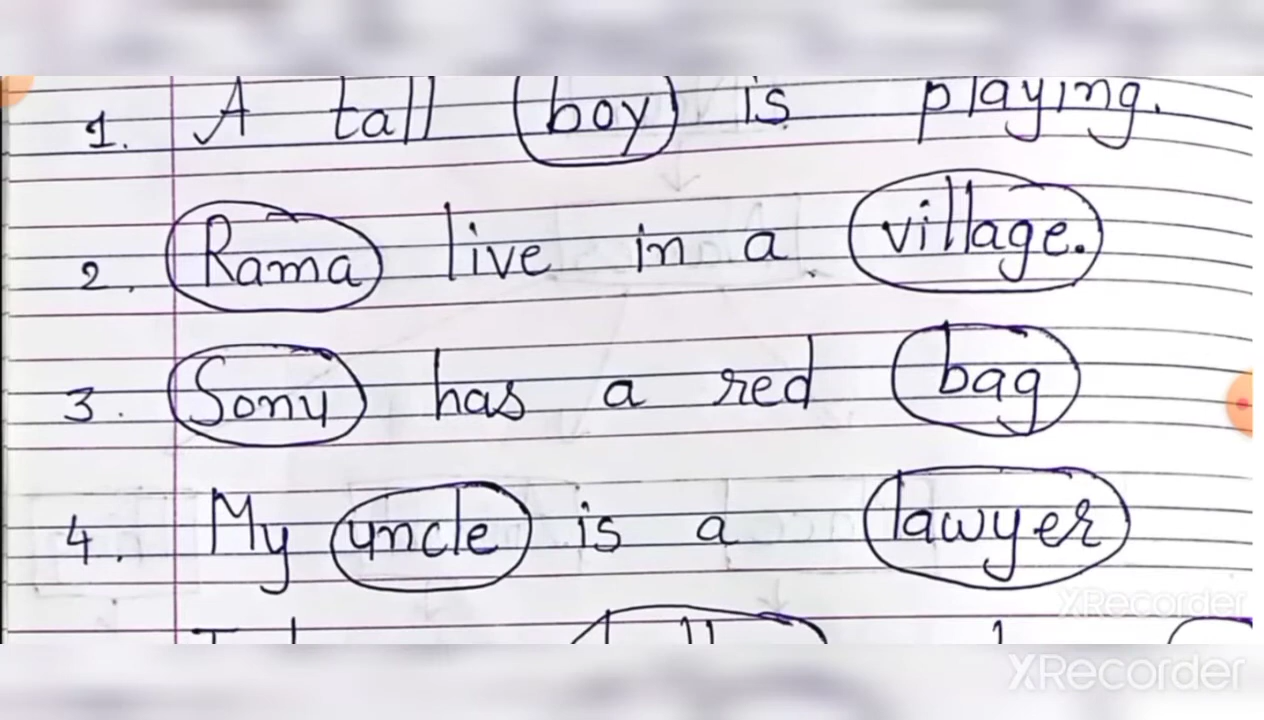 1. A tall boy is playing.
2. Rama live in a village.
3. Sony has a red bag
4. My uncle is a lawyer
XRecorder
XRecorder